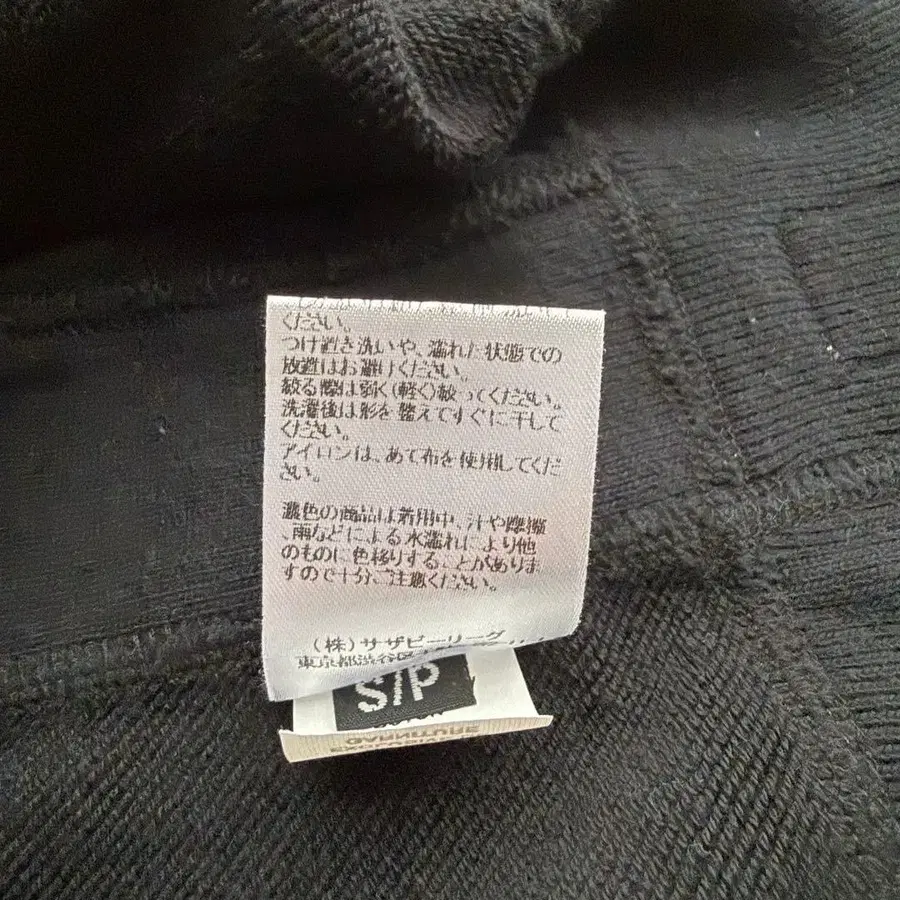 ください。
つけ置き洗いや、濡れた状態での
放置はお避けください。
絞る際は弱く(軽く)絞ってください。
洗濯後は形を整えてすぐに干して
ください。
アイロンは、あて布を使用してくだ
さい。
濃色の商品は着用中、汗や摩擦
、雨などによる水濡れにより他
のものに色移りすることがありま
すので十分ご注意ください。
(株)サザビーリーグ
東京都渋谷区
S/P